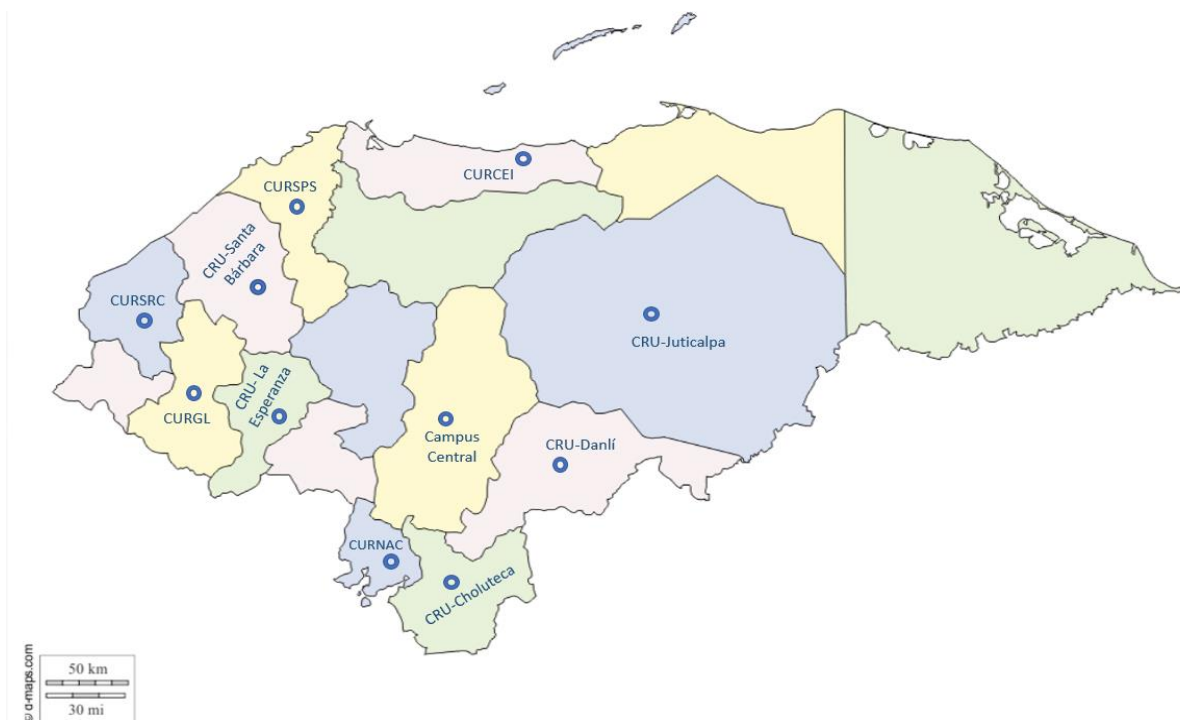 CURCEI
CURSPS
CRU-Santa
Bárbara
CURSRC
CRU-Juticalpa
CRU- La
Esperanza
CURGL
Campus
Central
CRU-Danlí
CURNAC
CRU-Choluteca
© d-maps.com
50 km
30 mi